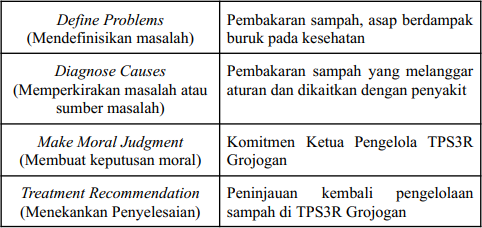 Define Problems
(Mendefinisikan masalah)
Pembakaran sampah, asap berdampak
buruk pada kesehatan
Diagnose Causes
(Memperkirakan masalah atau
sumber masalah)
Pembakaran sampah yang melanggar
aturan dan dikaitkan dengan penyakit
Make Moral Judgment
(Membuat keputusan moral)
Komitmen Ketua Pengelola TPS3R
Grojogan
Treatment Recommendation
(Menekankan Penyelesaian)
Peninjauan kembali pengelolaan
sampah di TPS3R Grojogan